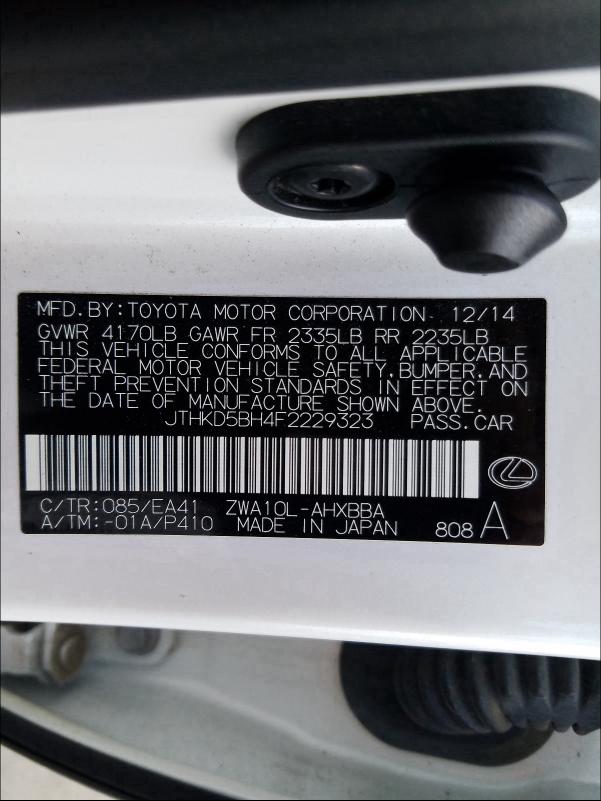 MFD.BY:TOYOTA MOTOR CORPORATION 12/14
GVWR 4170LB GAWR FR 2335LB RR 2235LB
THIS VEHICLE CONFORMS TO ALL APPLICABLE
FEDERAL MOTOR VEHICLE SAFETY,BUMPER,AND
THEFT PREVENTION STANDARDS IN EFFECT ON
THE DATE OF MANUFACTURE SHOWN ABOVE.
JTHKD5BH4F2229323 PASS.CAR
C/TR:085/EA41 ZWA10L-AHXBBA
A/TM:-01A/P410 MADE IN JAPAN 808 A